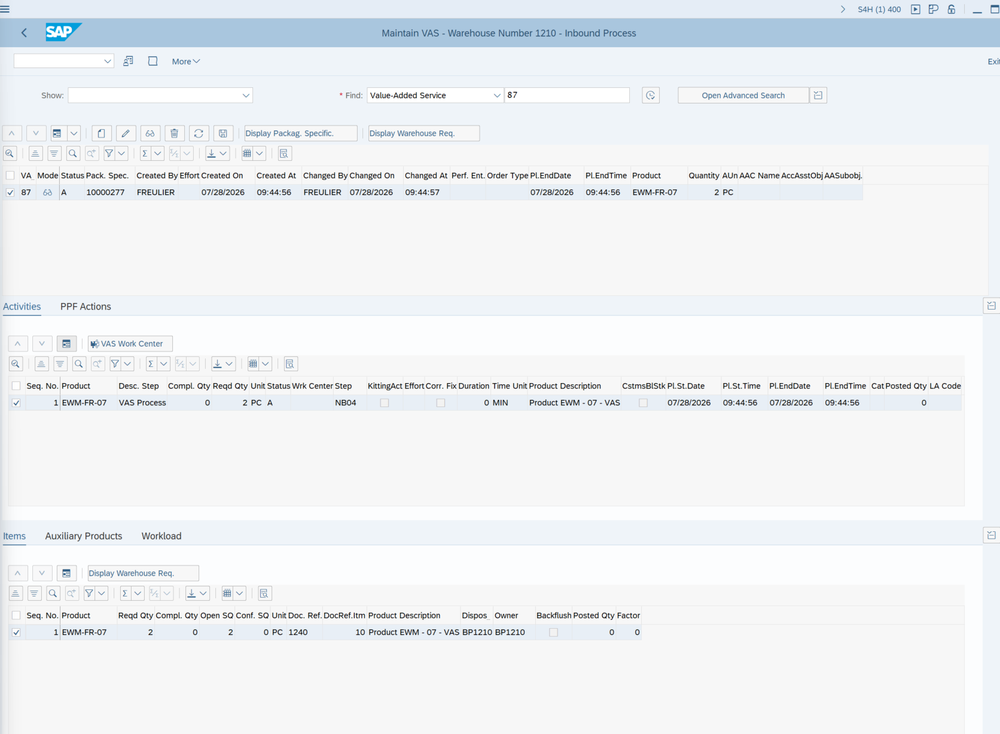 S4H (1) 400
SAP
Maintain VAS - Warehouse Number 1210 - Inbound Process
More
Exit
Show:
* Find: Value-Added Service 87
Open Advanced Search
Display Packag. Specific. Display Warehouse Req.
VA.. Mode Status Pack. Spec. Created By Effort Created On Created At Changed By Changed On Changed At Perf. Ent. Order Type Pl.EndDate Pl.EndTime Product Quantity AUn AAC Name AccAsstObj AASubobj.
87 A 10000277 FREULIER 07/28/2026 09:44:56 FREULIER 07/28/2026 09:44:57 07/28/2026 09:44:56 EWM-FR-07 2 PC
Activities PPF Actions
VAS Work Center
Seq. No. Product Desc. Step Compl. Qty Reqd Qty Unit Status Wrk Center Step KittingAct Effort Corr. Fix Duration Time Unit Product Description CstmsBlStk Pl.St.Date Pl.St.Time Pl.EndDate Pl.EndTime Cat Posted Qty LA Code
1 EWM-FR-07 VAS Process 0 2 PC A NB04 0 MIN Product EWM - 07 - VAS 07/28/2026 09:44:56 07/28/2026 09:44:56 0
Items Auxiliary Products Workload
Display Warehouse Req.
Seq. No. Product Reqd Qty Compl. Qty Open SQ Conf. SQ Unit Doc. Ref. DocRef.Itm Product Description Dispos.. Owner Backflush Posted Qty Factor
1 EWM-FR-07 2 0 2 0 PC 1240 10 Product EWM - 07 - VAS BP1210 BP1210 0 0